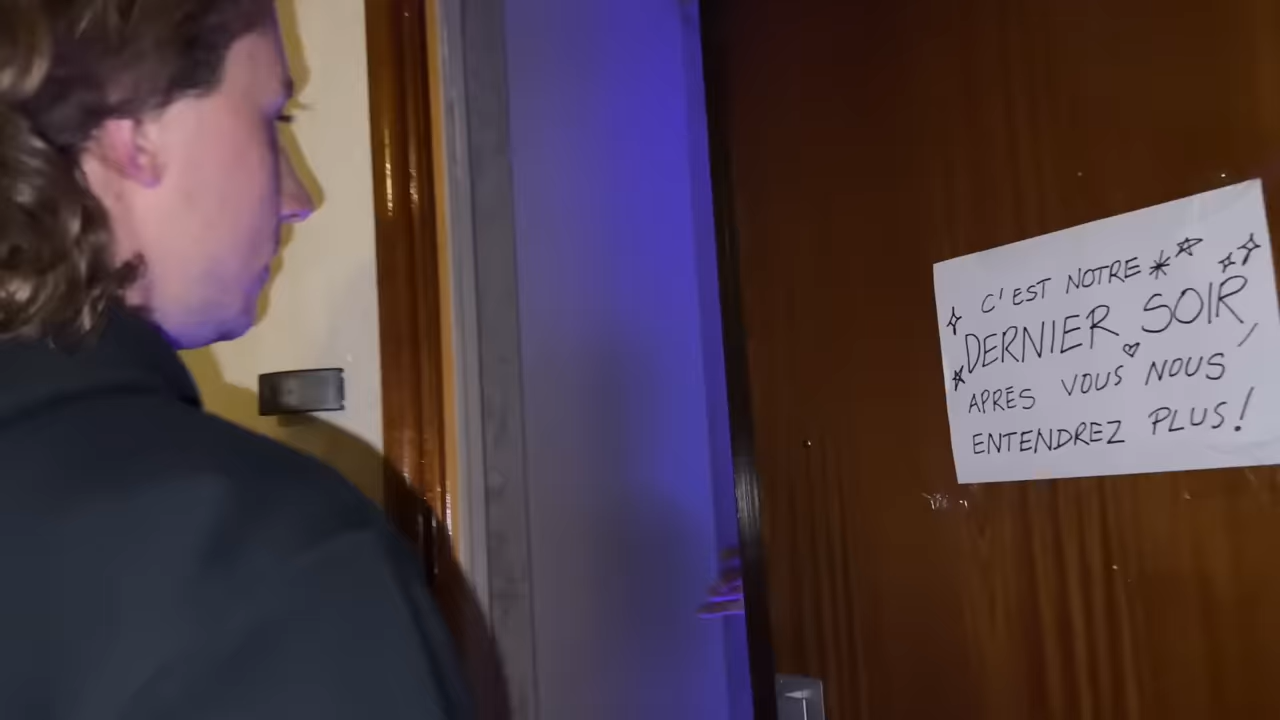 C'EST NOTRE
DERNIER SOIR,
APRÈS VOUS NOUS
ENTENDREZ PLUS!